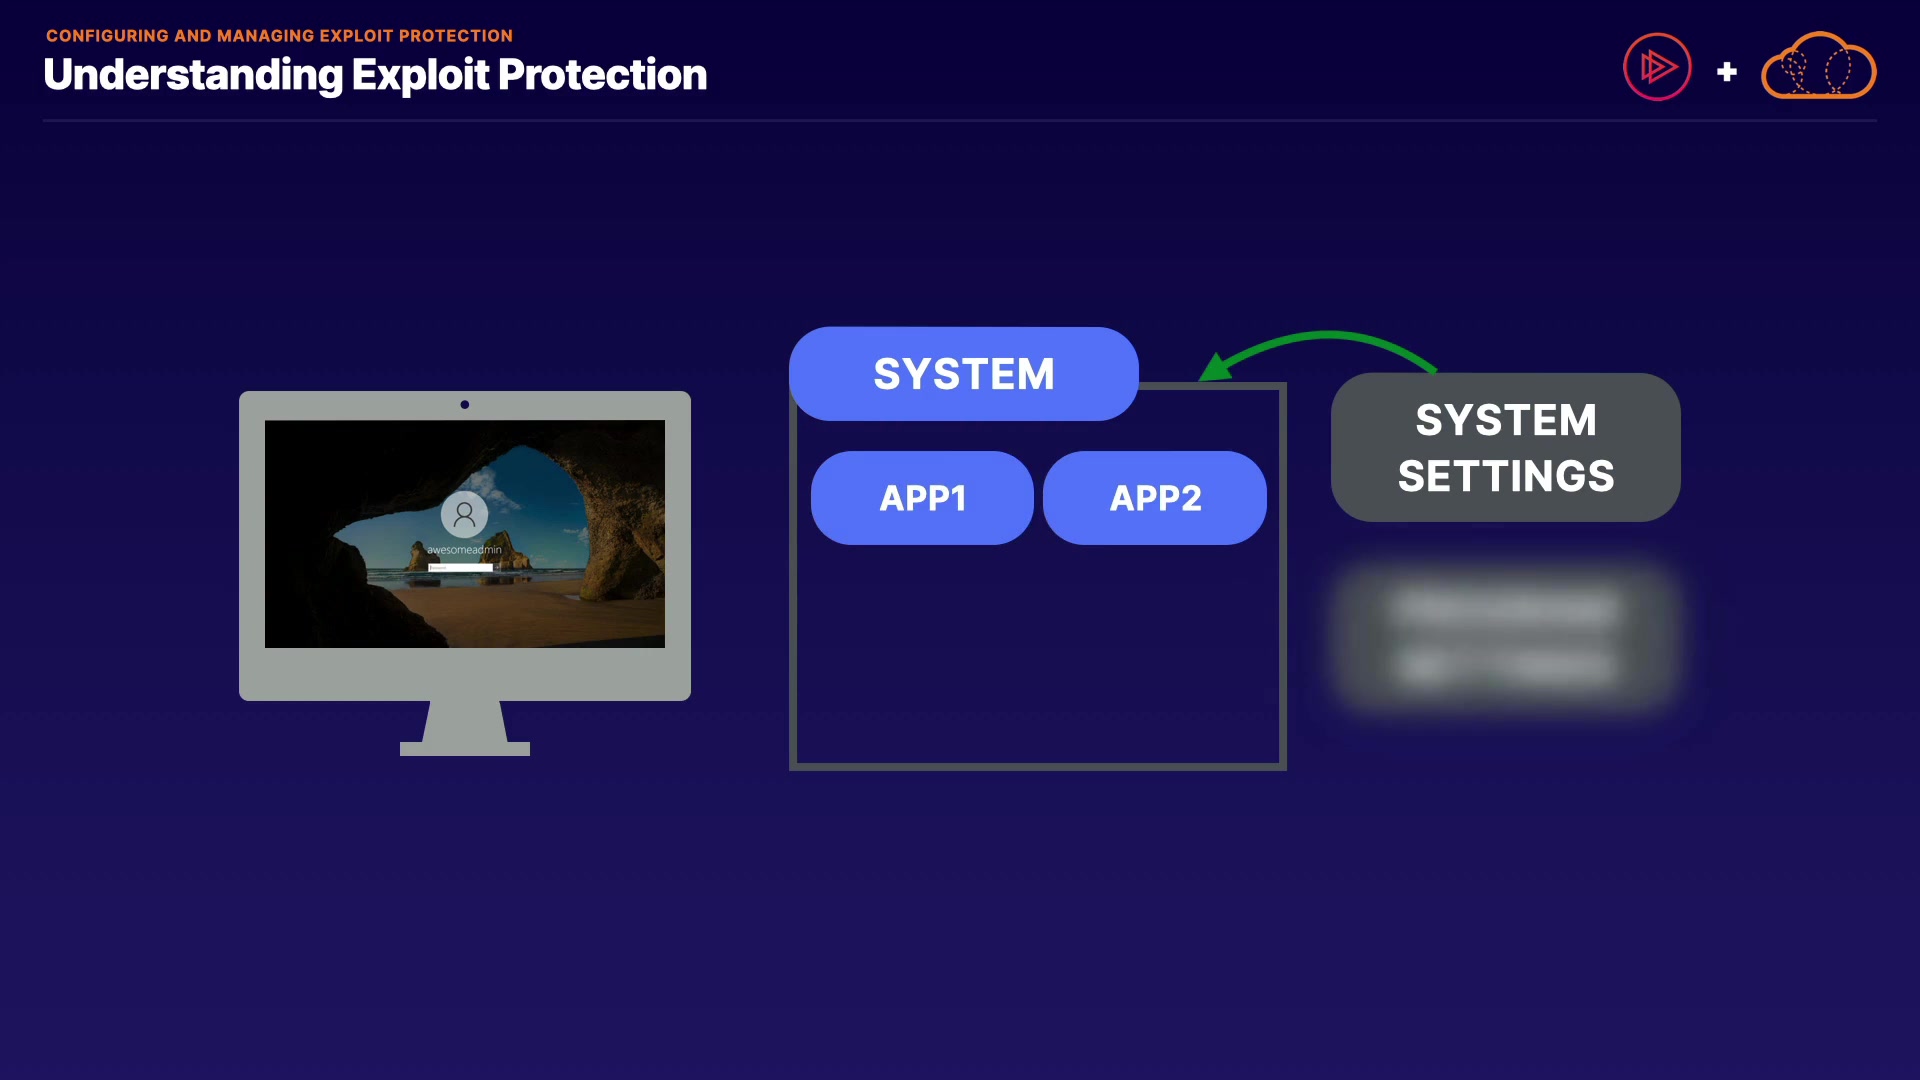 CONFIGURING AND MANAGING EXPLOIT PROTECTION
Understanding Exploit Protection
+
SYSTEM
SYSTEM
SETTINGS
APP1
APP2
awesomeadmin